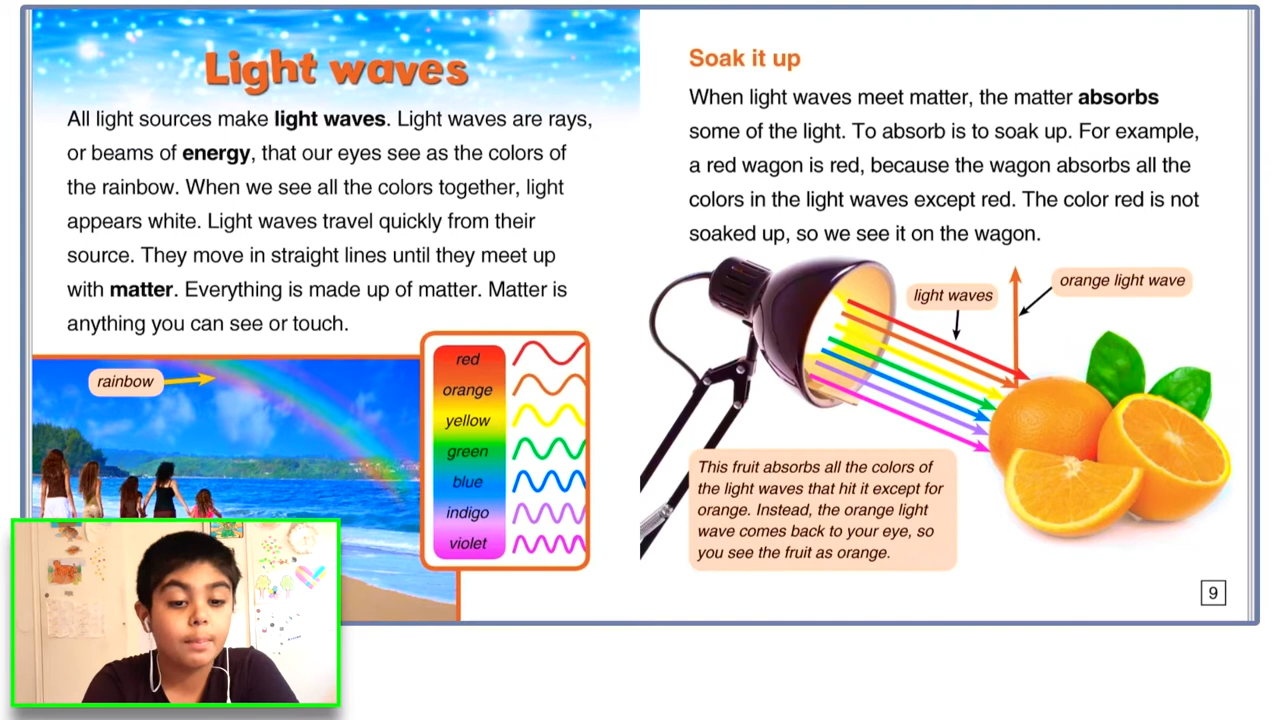 Light waves
All light sources make light waves. Light waves are rays,
or beams of energy, that our eyes see as the colors of
the rainbow. When we see all the colors together, light
appears white. Light waves travel quickly from their
source. They move in straight lines until they meet up
with matter. Everything is made up of matter. Matter is
anything you can see or touch.
rainbow
red
orange
yellow
green
blue
indigo
violet
Soak it up
When light waves meet matter, the matter absorbs
some of the light. To absorb is to soak up. For example,
a red wagon is red, because the wagon absorbs all the
colors in the light waves except red. The color red is not
soaked up, so we see it on the wagon.
light waves
orange light wave
This fruit absorbs all the colors of
the light waves that hit it except for
orange. Instead, the orange light
wave comes back to your eye, so
you see the fruit as orange.
9